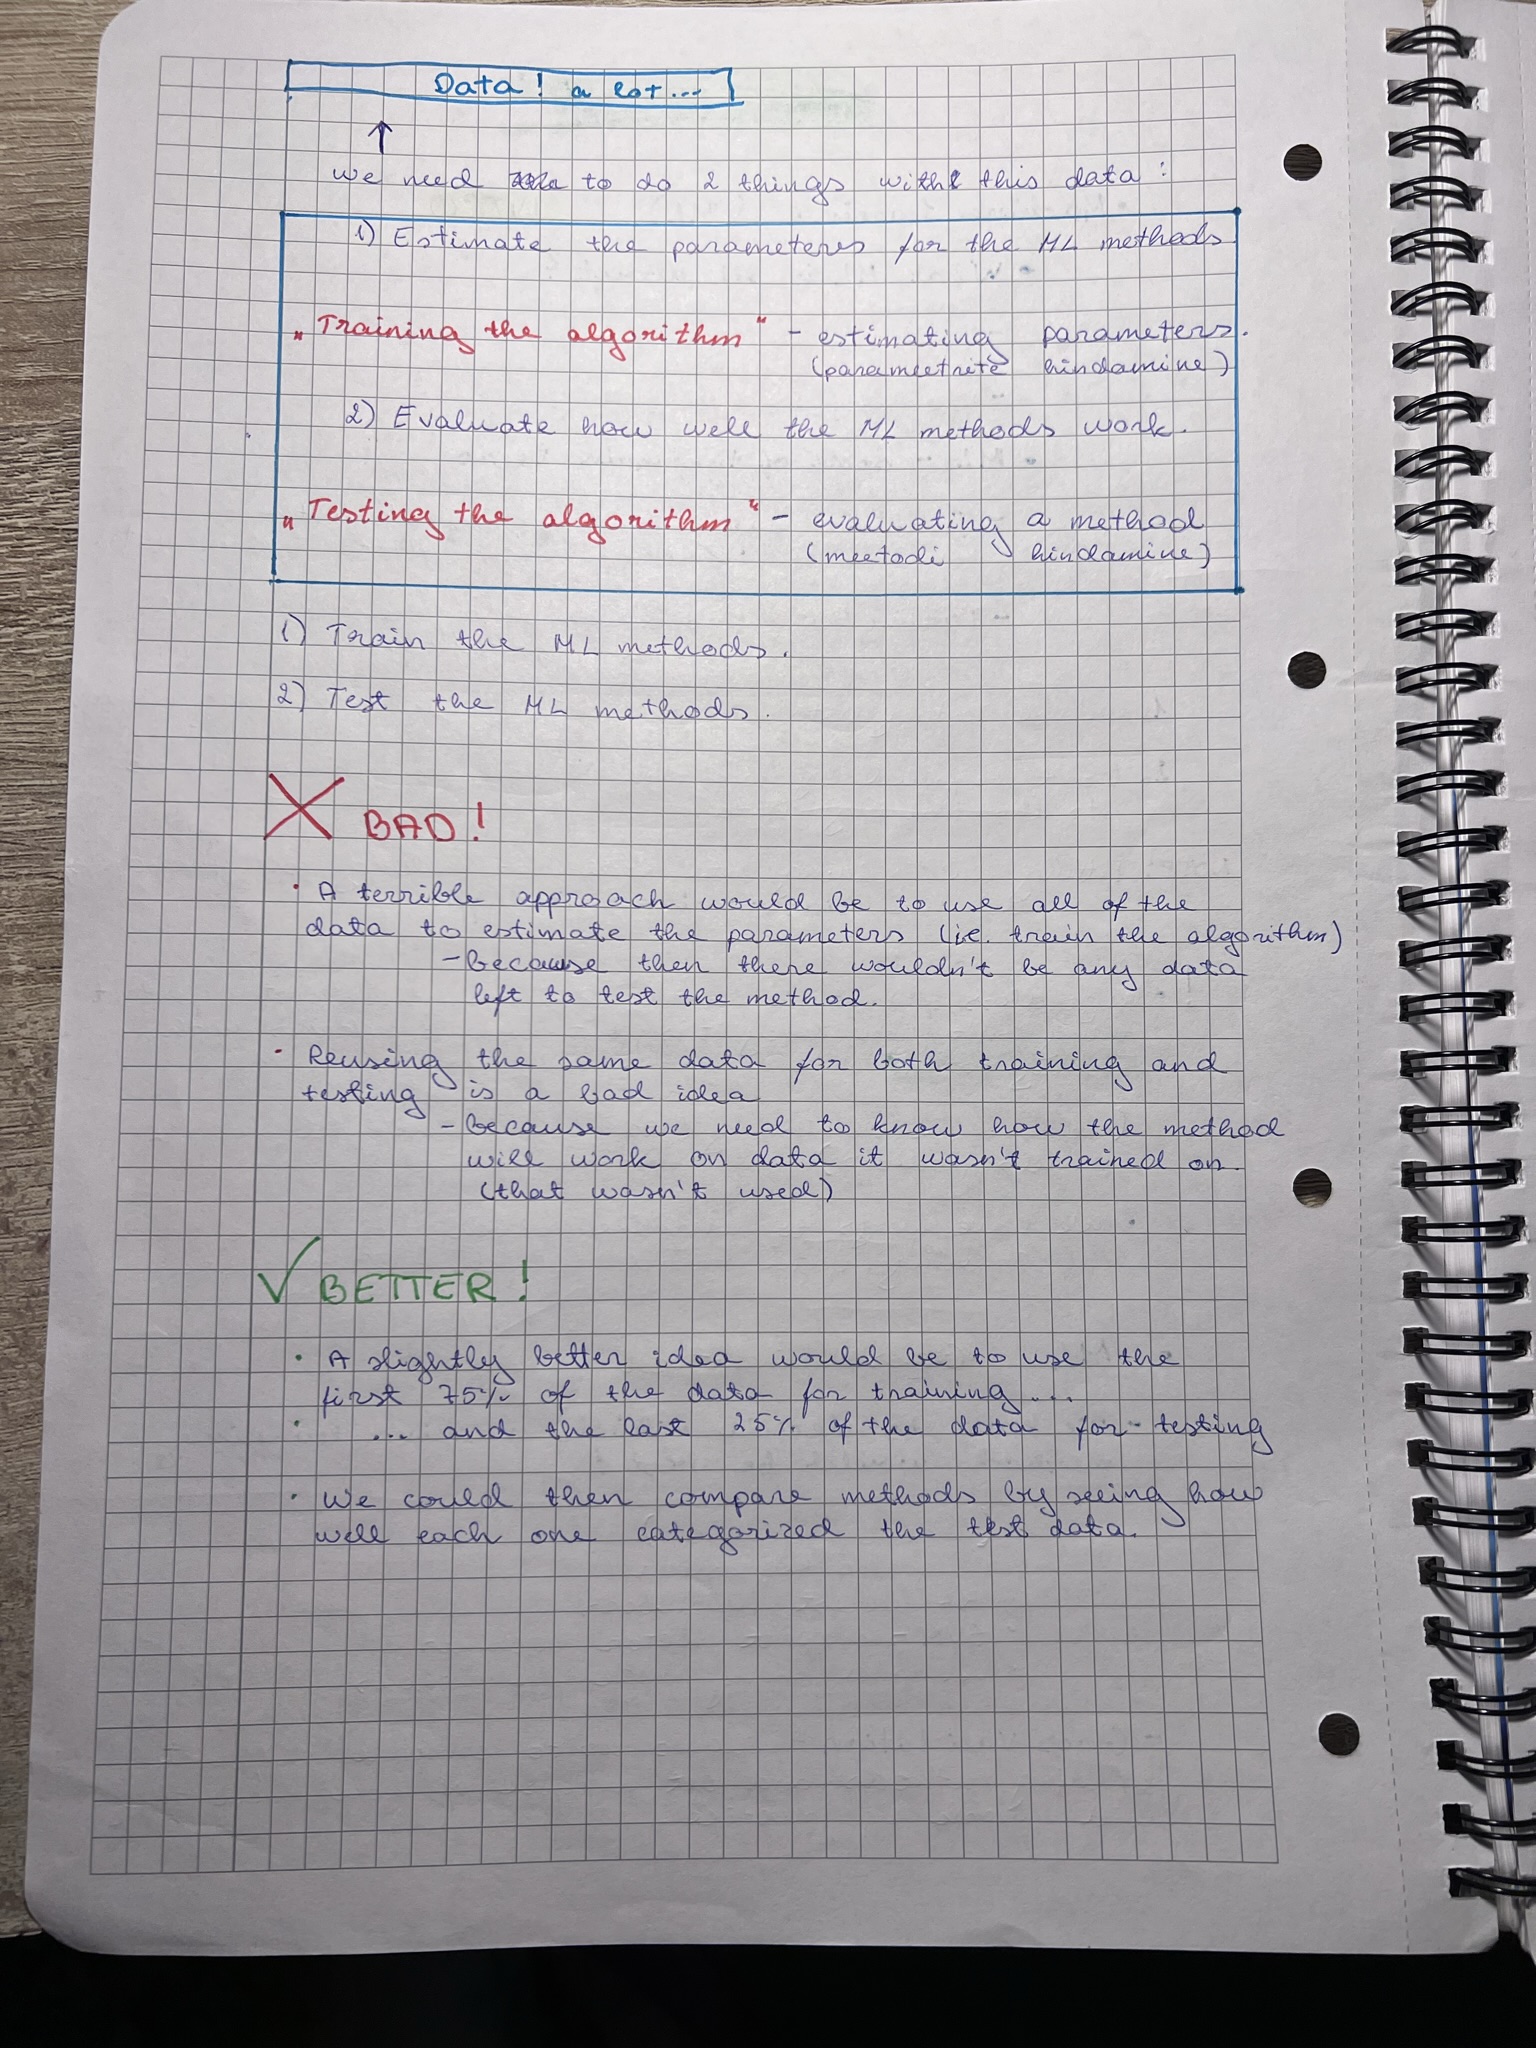 Data! a lot...
↑
We need to do 2 things with this data:
1) Estimate the parameters for the ML methods
„Training the algorithm“ - estimating parameters.
(parameetrite hindamine)
2) Evaluate how well the ML methods work.
„Testing the algorithm“ - evaluating a method
(meetodi hindamine)
1) Train the ML methods.
2) Test the ML methods.
X BAD!
• A terrible approach would be to use all of the
data to estimate the parameters (i.e. train the algorithm)
- Because then there wouldn't be any data
left to test the method.
• Reusing the same data for both training and
testing is a bad idea
- Because we need to know how the method
will work on data it wasn't trained on.
(that wasn't used)
√ BETTER!
• A slightly better idea would be to use the
first 75% of the data for training ...
• ... and the last 25% of the data for testing
• We could then compare methods by seeing how
well each one categorized the test data.